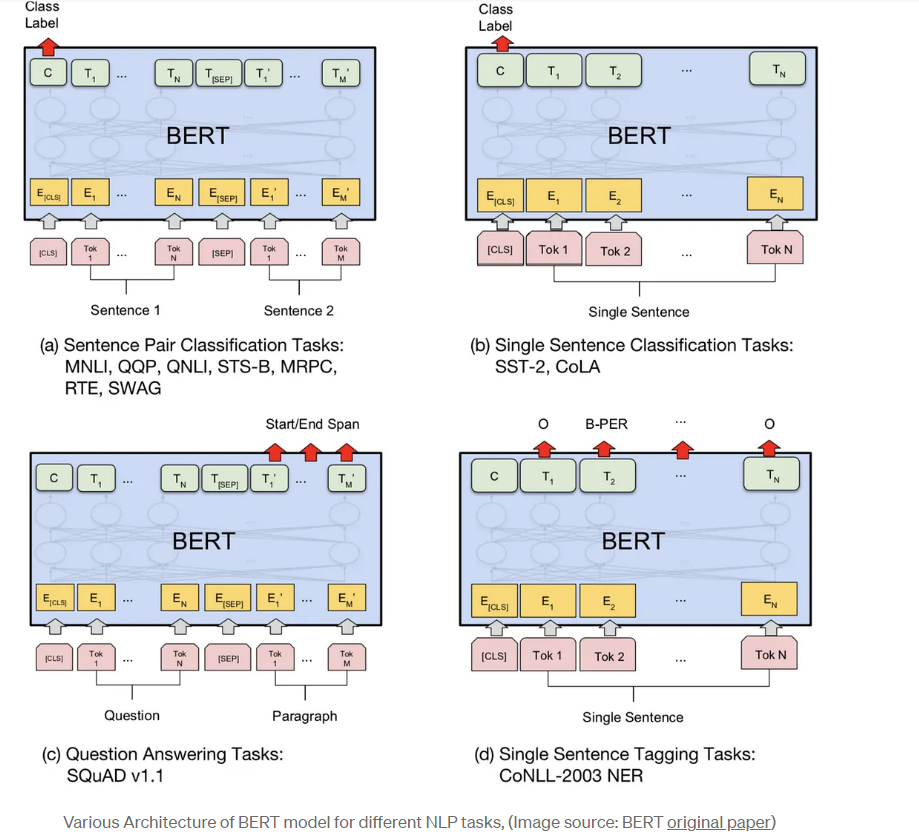 Class
Label
C T1 ... TN T[SEP] T1' ... TM'
BERT
E[CLS] E1 ... EN E[SEP] E1' ... EM'
[CLS] Tok 1 ... Tok N [SEP] Tok 1 ... Tok M
Sentence 1 Sentence 2
(a) Sentence Pair Classification Tasks:
MNLI, QQP, QNLI, STS-B, MRPC,
RTE, SWAG
Class
Label
C T1 T2 ... TN
BERT
E[CLS] E1 E2 ... EN
[CLS] Tok 1 Tok 2 ... Tok N
Single Sentence
(b) Single Sentence Classification Tasks:
SST-2, CoLA
Start/End Span
C T1 ... TN T[SEP] T1' ... TM'
BERT
E[CLS] E1 ... EN E[SEP] E1' ... EM'
[CLS] Tok 1 ... Tok N [SEP] Tok 1 ... Tok M
Question Paragraph
(c) Question Answering Tasks:
SQuAD v1.1
O B-PER ... O
C T1 T2 ... TN
BERT
E[CLS] E1 E2 ... EN
[CLS] Tok 1 Tok 2 ... Tok N
Single Sentence
(d) Single Sentence Tagging Tasks:
CoNLL-2003 NER
Various Architecture of BERT model for different NLP tasks, (Image source: BERT original paper)